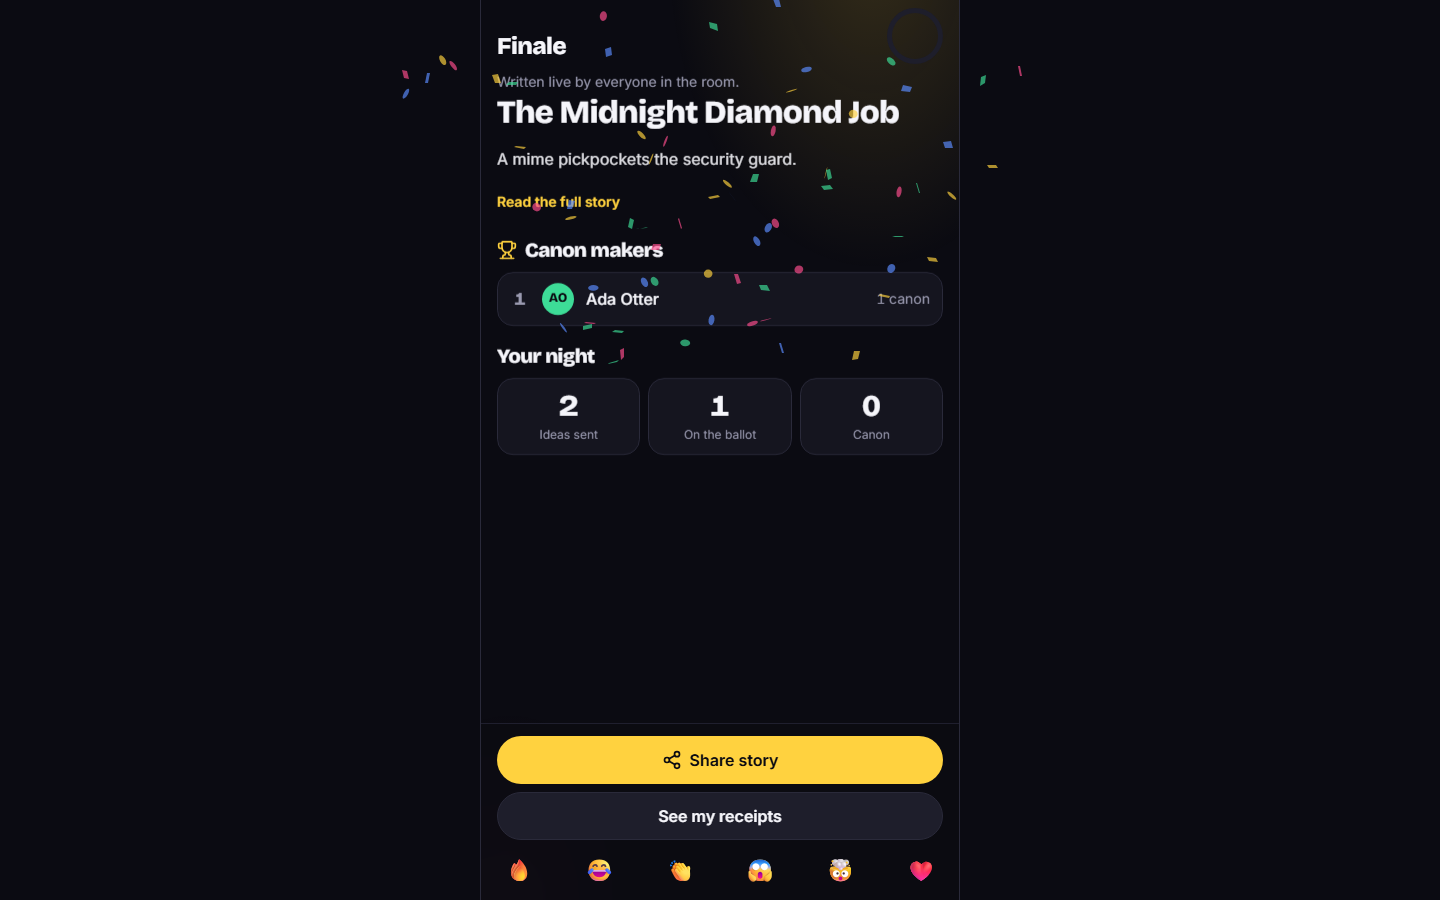 Finale
Written live by everyone in the room.
The Midnight Diamond Job
A mime pickpockets the security guard.
Read the full story
Canon makers
1 AO Ada Otter 1 canon
Your night
2 1 0
Ideas sent On the ballot Canon
Share story
See my receipts